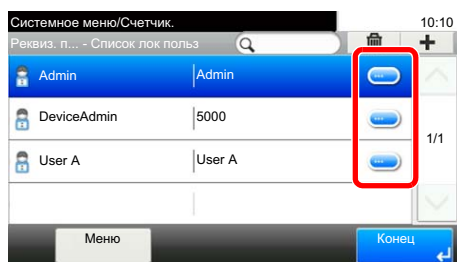 Системное меню/Счетчик. 10:10
Реквиз. п... - Список лок польз
Admin Admin
DeviceAdmin 5000
1/1
User A User A
Меню Конец